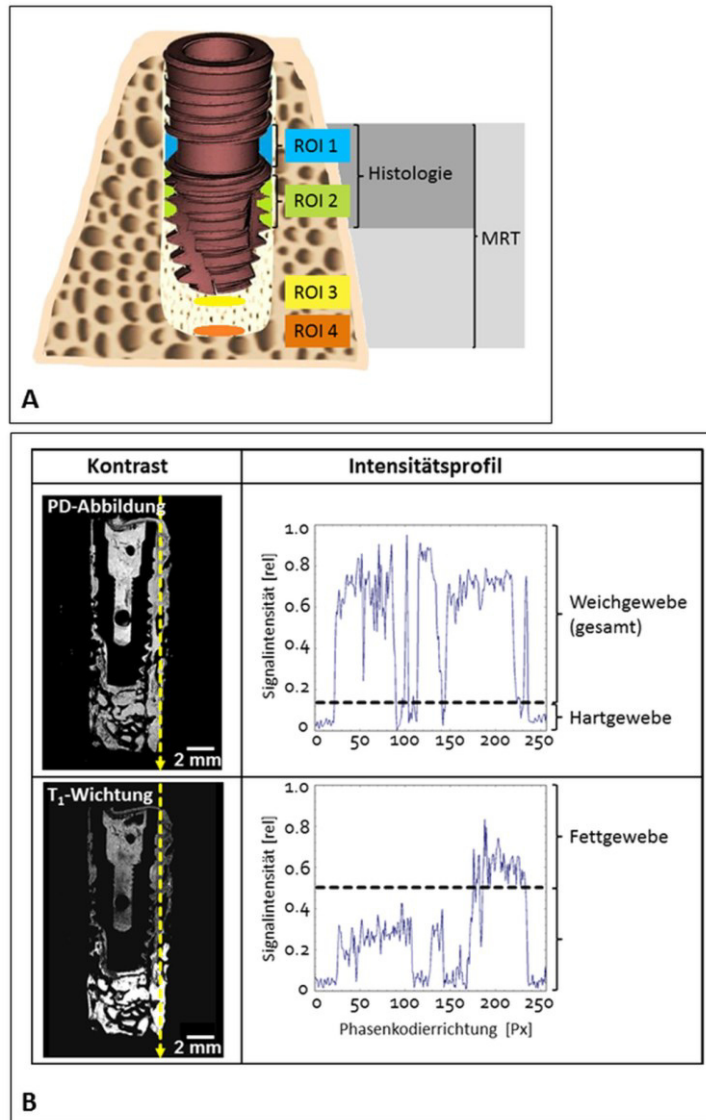 ROI 1
Histologie
ROI 2
MRT
ROI 3
ROI 4
A
Kontrast
Intensitätsprofil
PD-Abbildung
2 mm
Signalintensität [rel]
1.0
0.8
0.6
0.4
0.2
0
0 50 100 150 200 250
Weichgewebe
(gesamt)
Hartgewebe
T₁-Wichtung
2 mm
Signalintensität [rel]
1.0
0.8
0.6
0.4
0.2
0
0 50 100 150 200 250
Phasenkodierrichtung [Px]
Fettgewebe
B